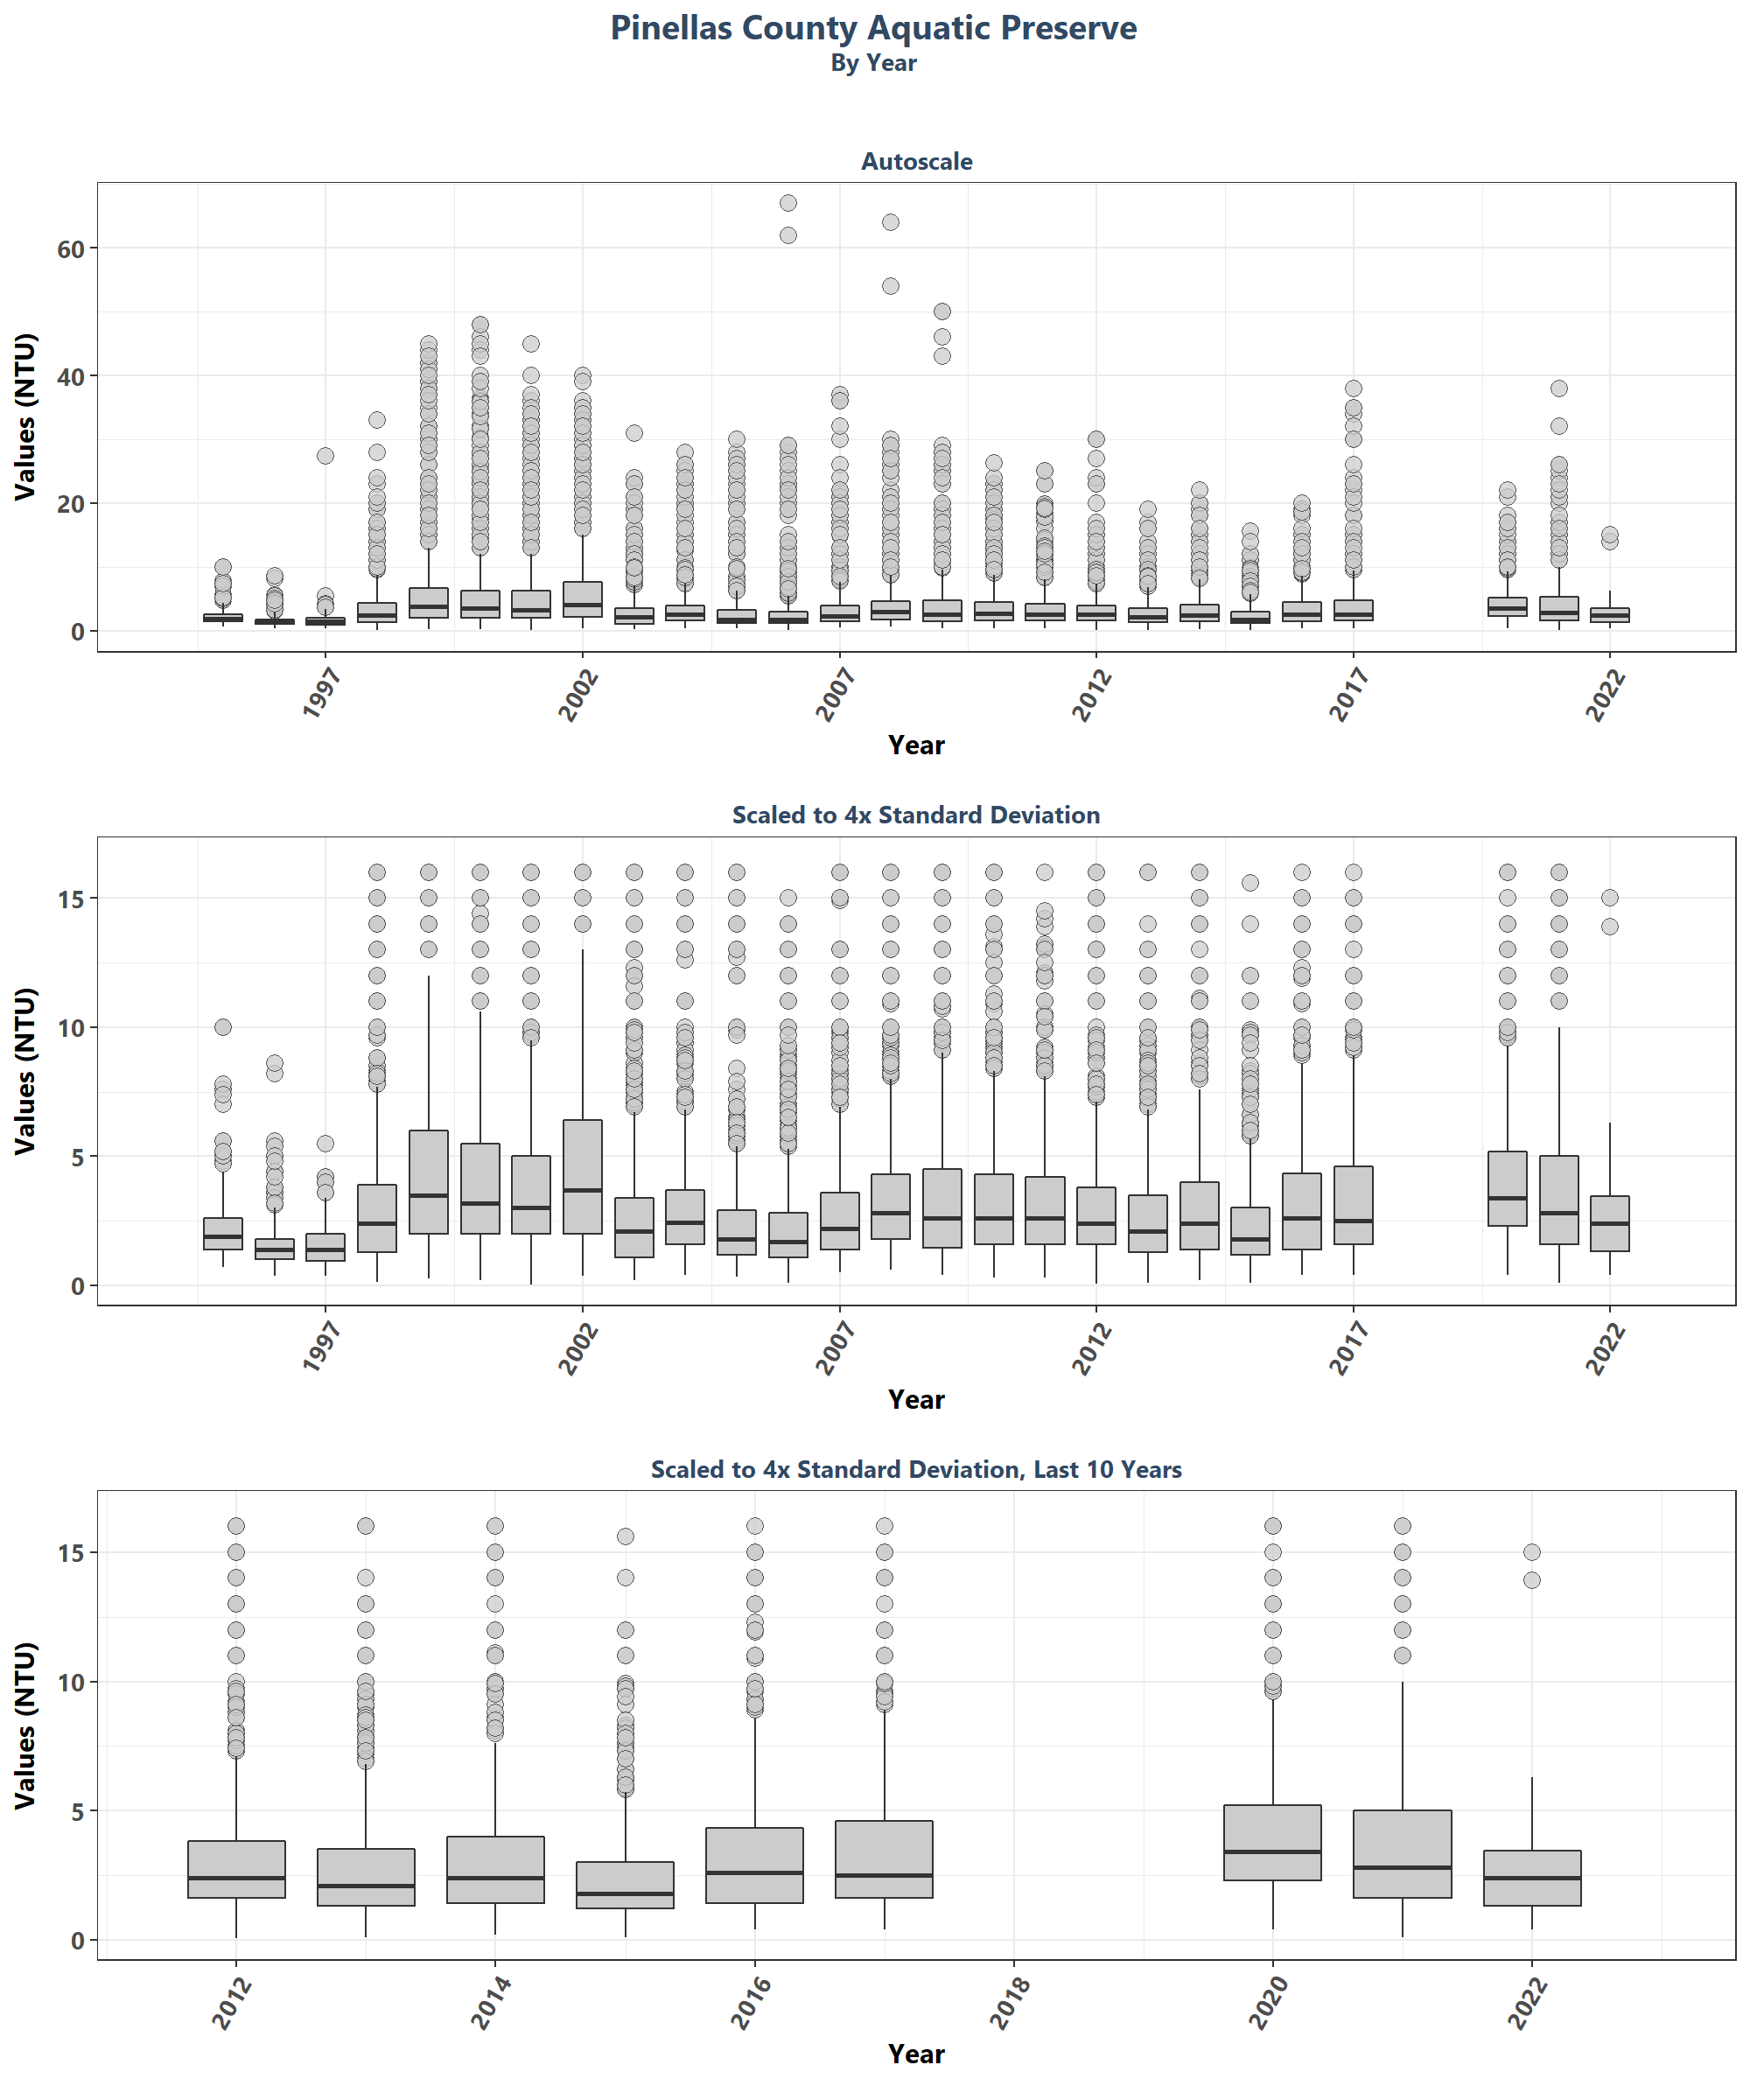 Pinellas County Aquatic Preserve
By Year
Autoscale
Values (NTU)
60
40
20
0
1997
2002
2007
2012
2017
2022
Year
Scaled to 4x Standard Deviation
Values (NTU)
15
10
5
0
1997
2002
2007
2012
2017
2022
Year
Scaled to 4x Standard Deviation, Last 10 Years
Values (NTU)
15
10
5
0
2012
2014
2016
2018
2020
2022
Year